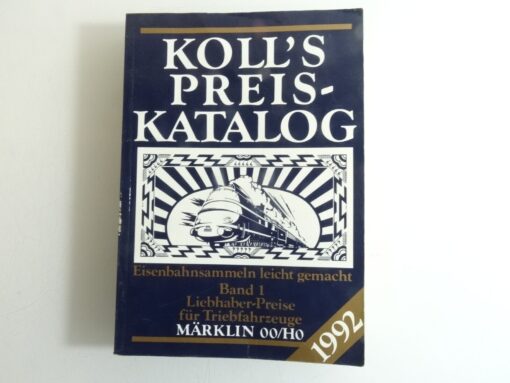 KOLL'S
PREIS-
KATALOG
Eisenbahnsammeln leicht gemacht
Band 1
Liebhaber-Preise
für Triebfahrzeuge
MÄRKLIN 00/H0
1992